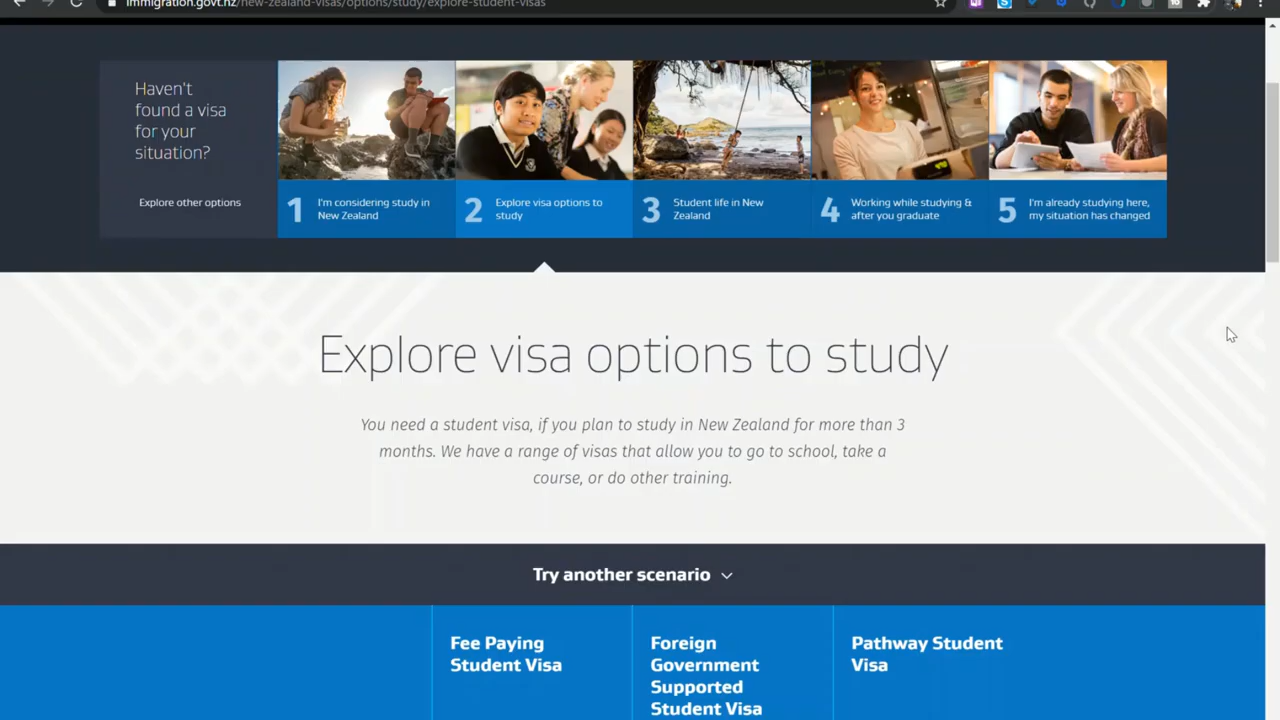 immigration.govt.nz/new-zealand-visas/options/study/explore-student-visas
Haven't
found a visa
for your
situation?
Explore other options
1 I'm considering study in
New Zealand
2 Explore visa options to
study
3 Student life in New
Zealand
4 Working while studying &
after you graduate
5 I'm already studying here,
my situation has changed
Explore visa options to study
You need a student visa, if you plan to study in New Zealand for more than 3
months. We have a range of visas that allow you to go to school, take a
course, or do other training.
Try another scenario
Fee Paying
Student Visa
Foreign
Government
Supported
Student Visa
Pathway Student
Visa